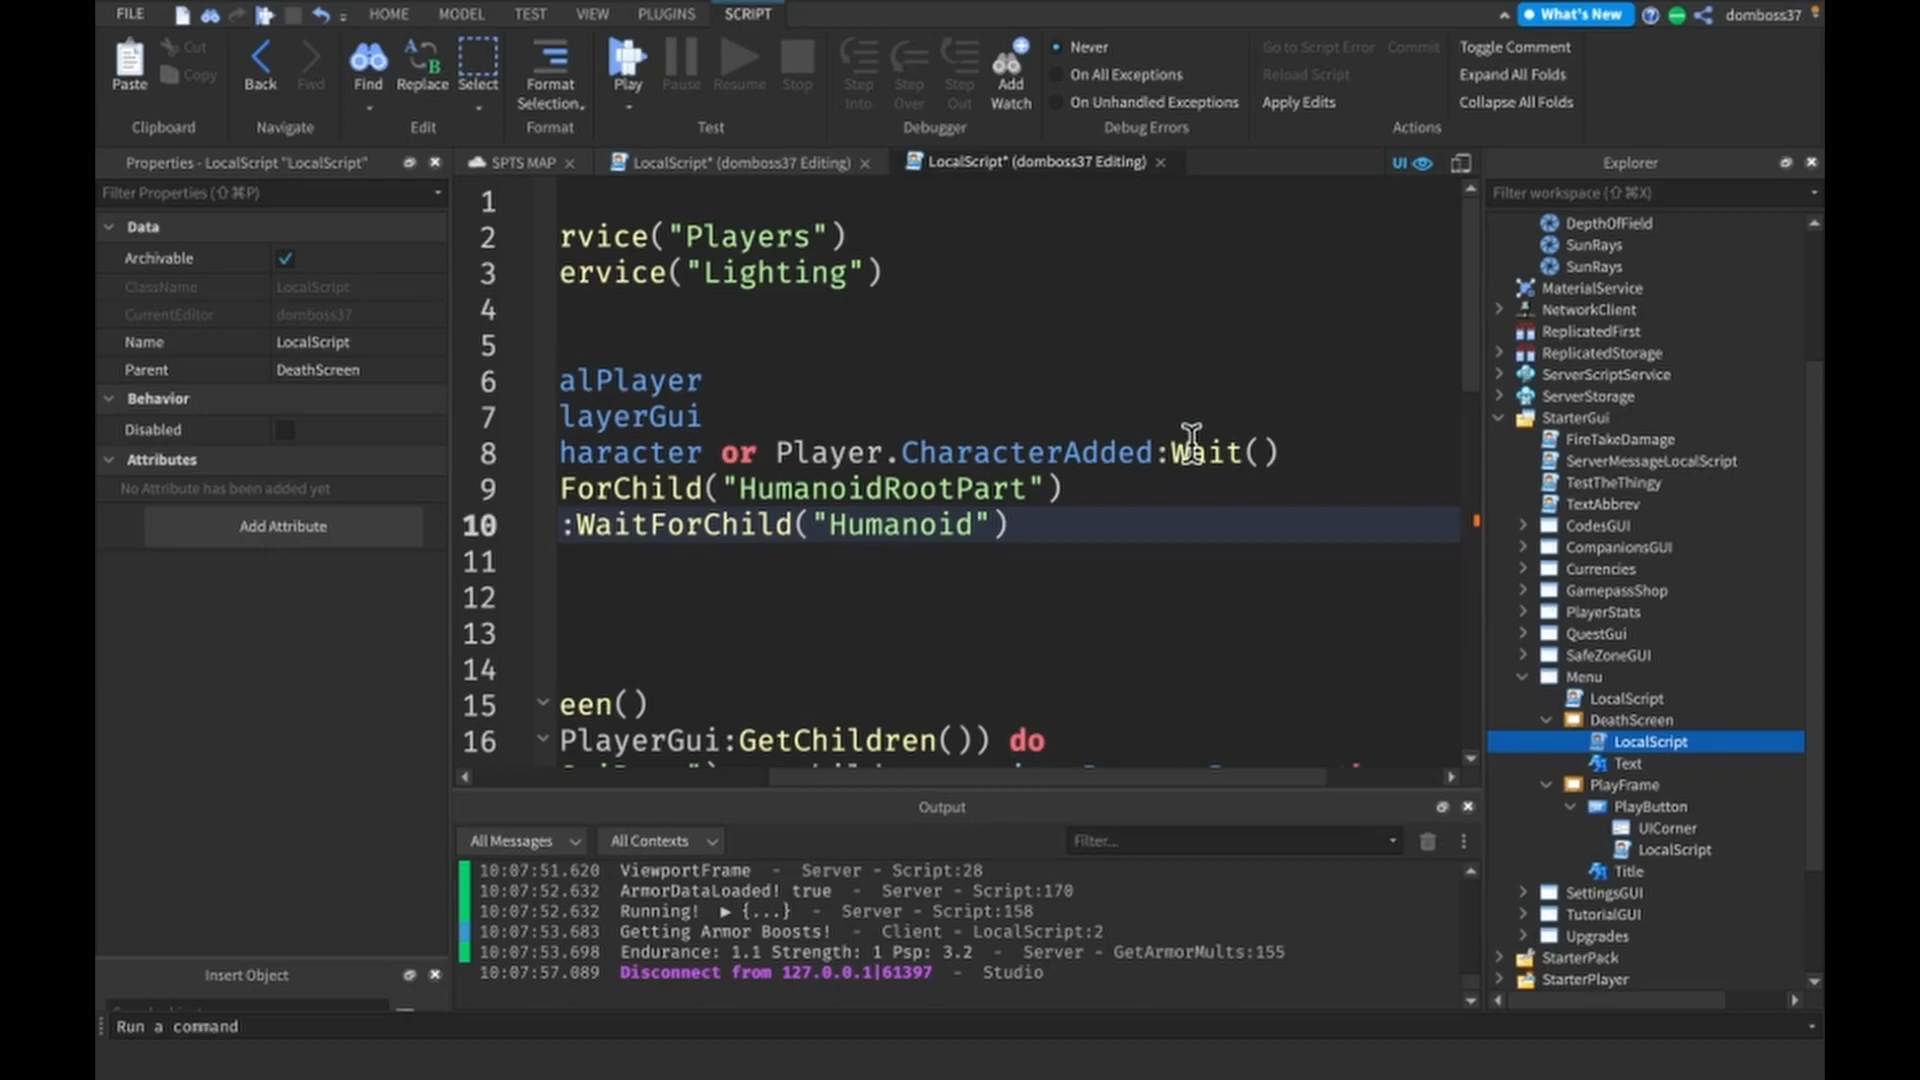 FILE HOME MODEL TEST VIEW PLUGINS SCRIPT What's New domboss37
Paste Cut Copy Back Fwd Find Replace Select Format Selection Play Pause Resume Stop Step Into Step Over Step Out Add Watch
Never
On All Exceptions
On Unhandled Exceptions
Go to Script Error Commit
Reload Script
Apply Edits
Toggle Comment
Expand All Folds
Collapse All Folds
Clipboard Navigate Edit Format Test Debugger Debug Errors Actions
Properties - LocalScript "LocalScript"
Filter Properties (⇧⌘P)
Data
Archivable
ClassName LocalScript
CurrentEditor domboss37
Name LocalScript
Parent DeathScreen
Behavior
Disabled
Attributes
No Attribute has been added yet
Add Attribute
Insert Object
SPTS MAP LocalScript* (domboss37 Editing) LocalScript* (domboss37 Editing) UI
1
2 rvice("Players")
3 ervice("Lighting")
4
5
6 alPlayer
7 layerGui
8 haracter or Player.CharacterAdded:Wait()
9 ForChild("HumanoidRootPart")
10 :WaitForChild("Humanoid")
11
12
13
14
15 een()
16 PlayerGui:GetChildren()) do
Output
All Messages All Contexts Filter...
10:07:51.620 ViewportFrame - Server - Script:28
10:07:52.632 ArmorDataLoaded! true - Server - Script:170
10:07:52.632 Running! ▶ {...} - Server - Script:158
10:07:53.683 Getting Armor Boosts! - Client - LocalScript:2
10:07:53.698 Endurance: 1.1 Strength: 1 Psp: 3.2 - Server - GetArmorMults:155
10:07:57.089 Disconnect from 127.0.0.1|61397 - Studio
Explorer
Filter workspace (⇧⌘X)
DepthOfField
SunRays
SunRays
MaterialService
NetworkClient
ReplicatedFirst
ReplicatedStorage
ServerScriptService
ServerStorage
StarterGui
FireTakeDamage
ServerMessageLocalScript
TestTheThingy
TextAbbrev
CodesGUI
CompanionsGUI
Currencies
GamepassShop
PlayerStats
QuestGui
SafeZoneGUI
Menu
LocalScript
DeathScreen
LocalScript
Text
PlayFrame
PlayButton
UICorner
LocalScript
Title
SettingsGUI
TutorialGUI
Upgrades
StarterPack
StarterPlayer
Run a command